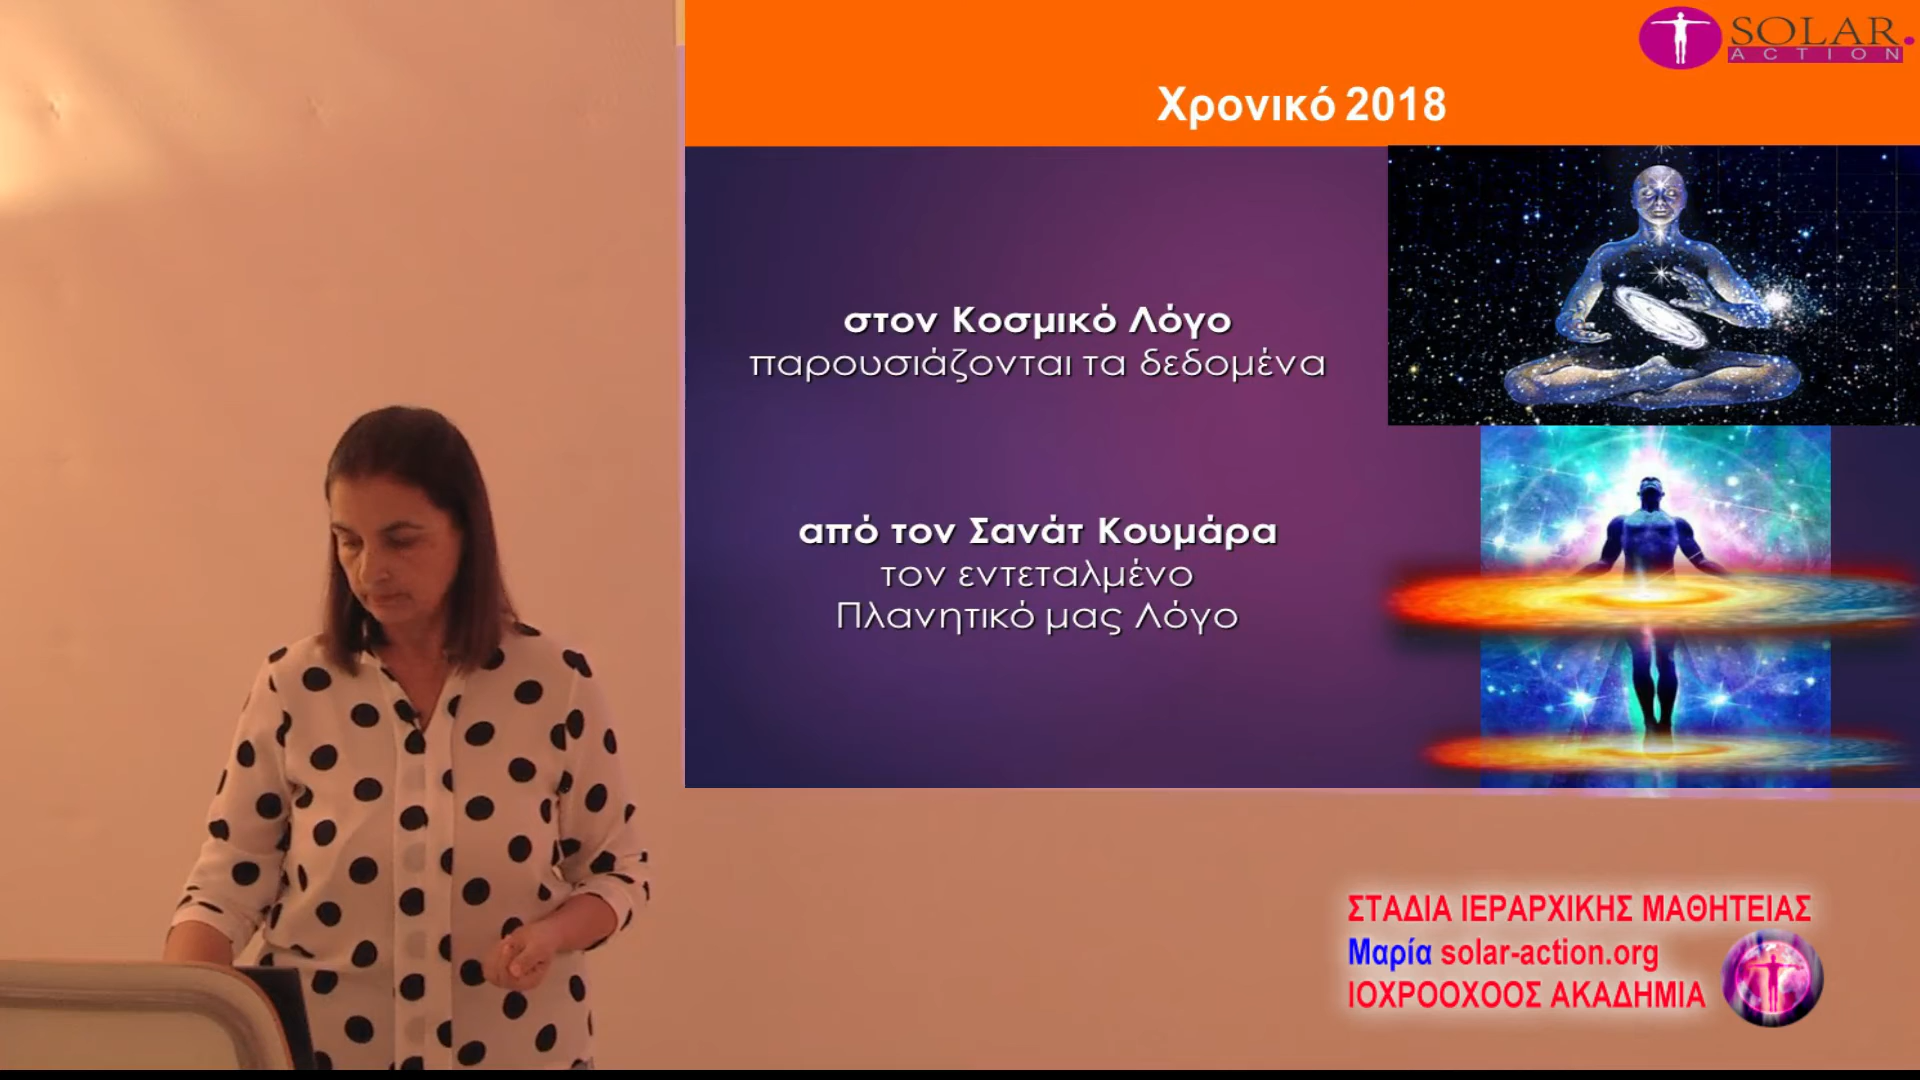 SOLAR.
ACTION
Χρονικό 2018
στον Κοσμικό Λόγο
παρουσιάζονται τα δεδομένα
από τον Σανάτ Κουμάρα
τον εντεταλμένο
Πλανητικό μας Λόγο
ΣΤΑΔΙΑ ΙΕΡΑΡΧΙΚΗΣ ΜΑΘΗΤΕΙΑΣ
Μαρία solar-action.org
ΙΟΧΡΟΟΧΟΟΣ ΑΚΑΔΗΜΙΑ